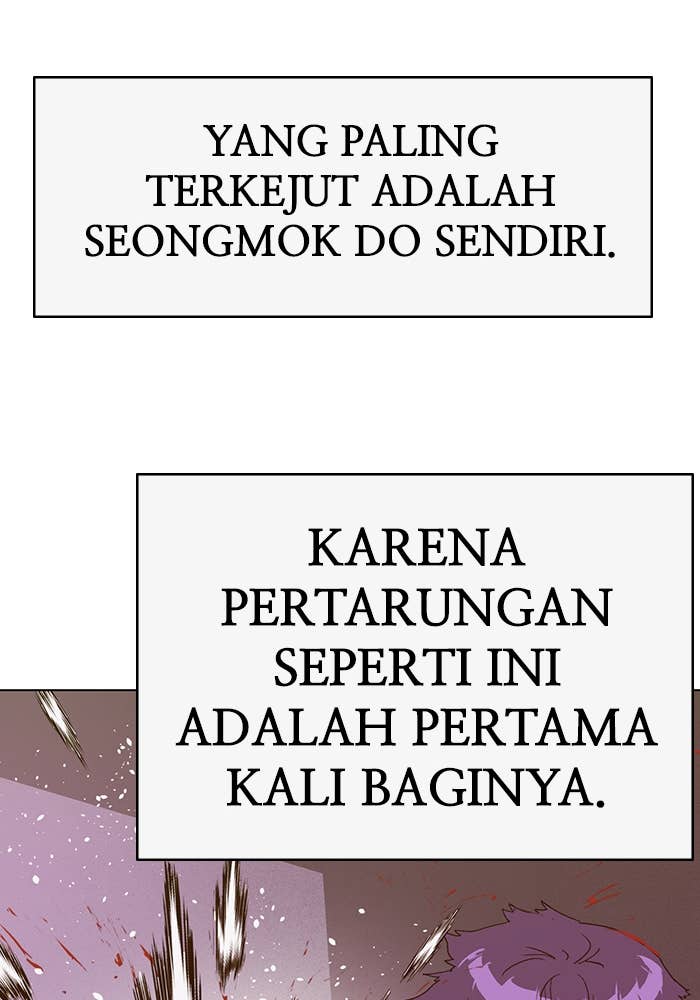 YANG PALING
TERKEJUT ADALAH
SEONGMOK DO SENDIRI.
KARENA
PERTARUNGAN
SEPERTI INI
ADALAH PERTAMA
KALI BAGINYA.